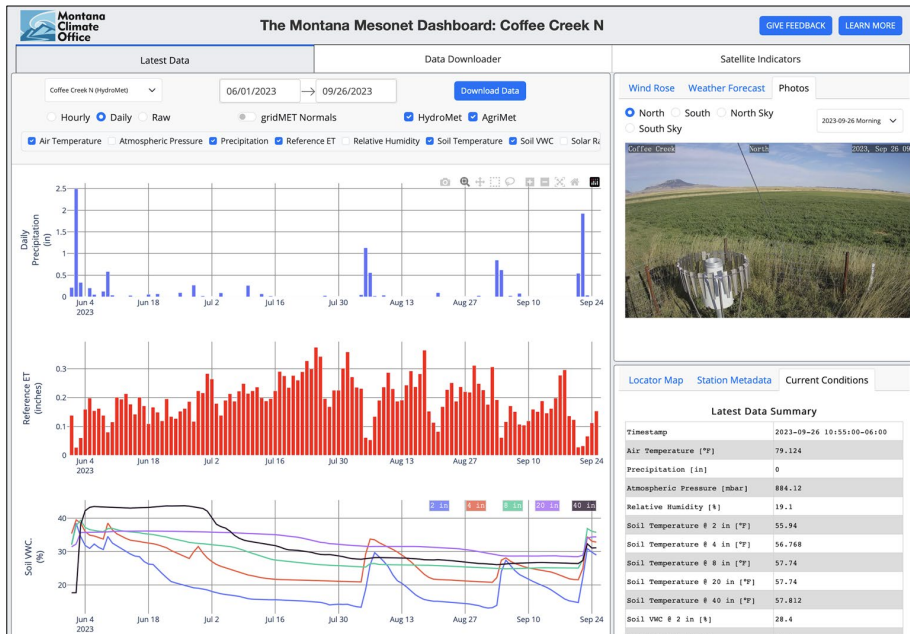 Montana
Climate
Office
The Montana Mesonet Dashboard: Coffee Creek N
GIVE FEEDBACK
LEARN MORE
Latest Data
Data Downloader
Satellite Indicators
Coffee Creek N (HydroMet)
06/01/2023
09/26/2023
Download Data
Hourly Daily Raw
gridMET Normals
HydroMet AgriMet
Air Temperature Atmospheric Pressure Precipitation Reference ET Relative Humidity Soil Temperature Soil VWC Solar Ra
Daily
Precipitation
(in)
2.5
2
1.5
1
0.5
0
Jun 4 Jun 18 Jul 2 Jul 16 Jul 30 Aug 13 Aug 27 Sep 10 Sep 24
2023
Reference ET
(inches)
0.3
0.2
0.1
0
Jun 4 Jun 18 Jul 2 Jul 16 Jul 30 Aug 13 Aug 27 Sep 10 Sep 24
2023
Soil VWC.
(%)
2 in 4 in 8 in 20 in 40 in
40
30
20
Jun 4 Jun 18 Jul 2 Jul 16 Jul 30 Aug 13 Aug 27 Sep 10 Sep 24
2023
Wind Rose Weather Forecast Photos
North South North Sky
South Sky
2023-09-26 Morning
Coffee Creek North 2023, Sep 26 09
Locator Map Station Metadata Current Conditions
Latest Data Summary
Timestamp 2023-09-26 10:55:00-06:00
Air Temperature [°F] 79.124
Precipitation [in] 0
Atmospheric Pressure [mbar] 884.12
Relative Humidity [%] 19.1
Soil Temperature @ 2 in [°F] 55.94
Soil Temperature @ 4 in [°F] 56.768
Soil Temperature @ 8 in [°F] 57.74
Soil Temperature @ 20 in [°F] 57.74
Soil Temperature @ 40 in [°F] 57.812
Soil VWC @ 2 in [%] 28.4